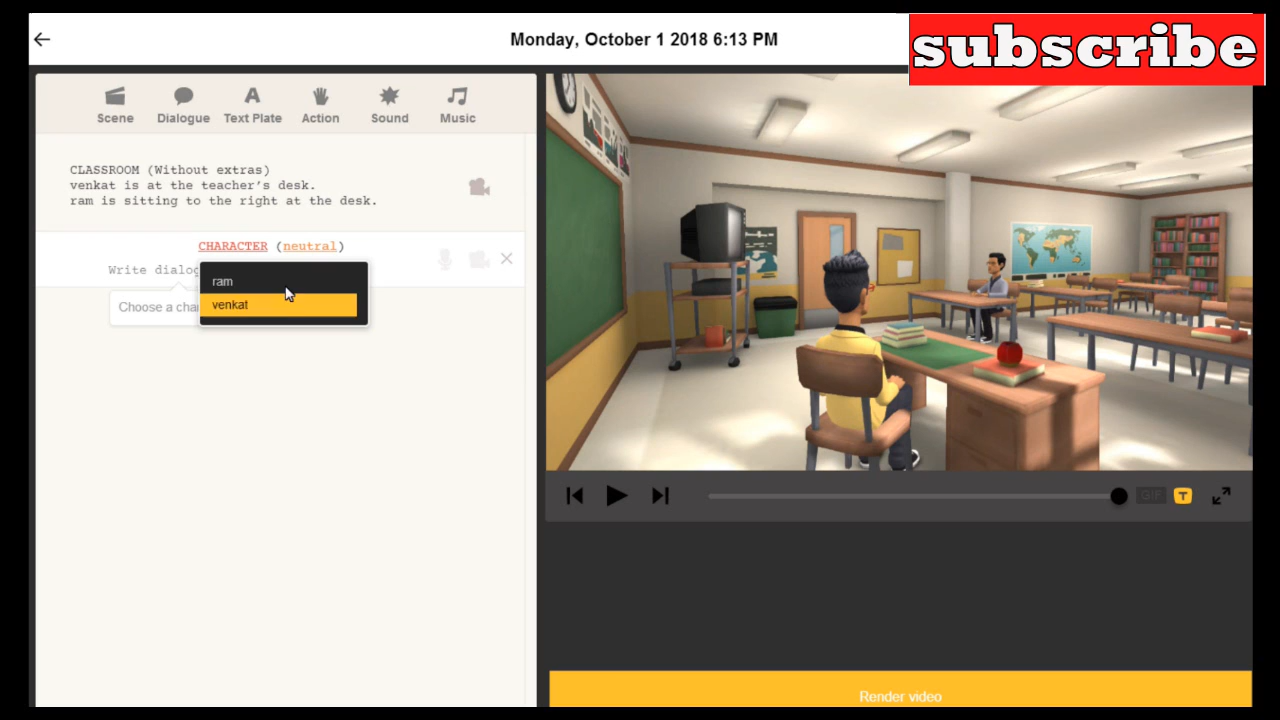 Monday, October 1 2018 6:13 PM
subscribe
Scene
Dialogue
Text Plate
Action
Sound
Music
CLASSROOM (Without extras)
venkat is at the teacher's desk.
ram is sitting to the right at the desk.
CHARACTER (neutral)
Write dialog
ram
venkat
Choose a cha
GIF
T
Render video